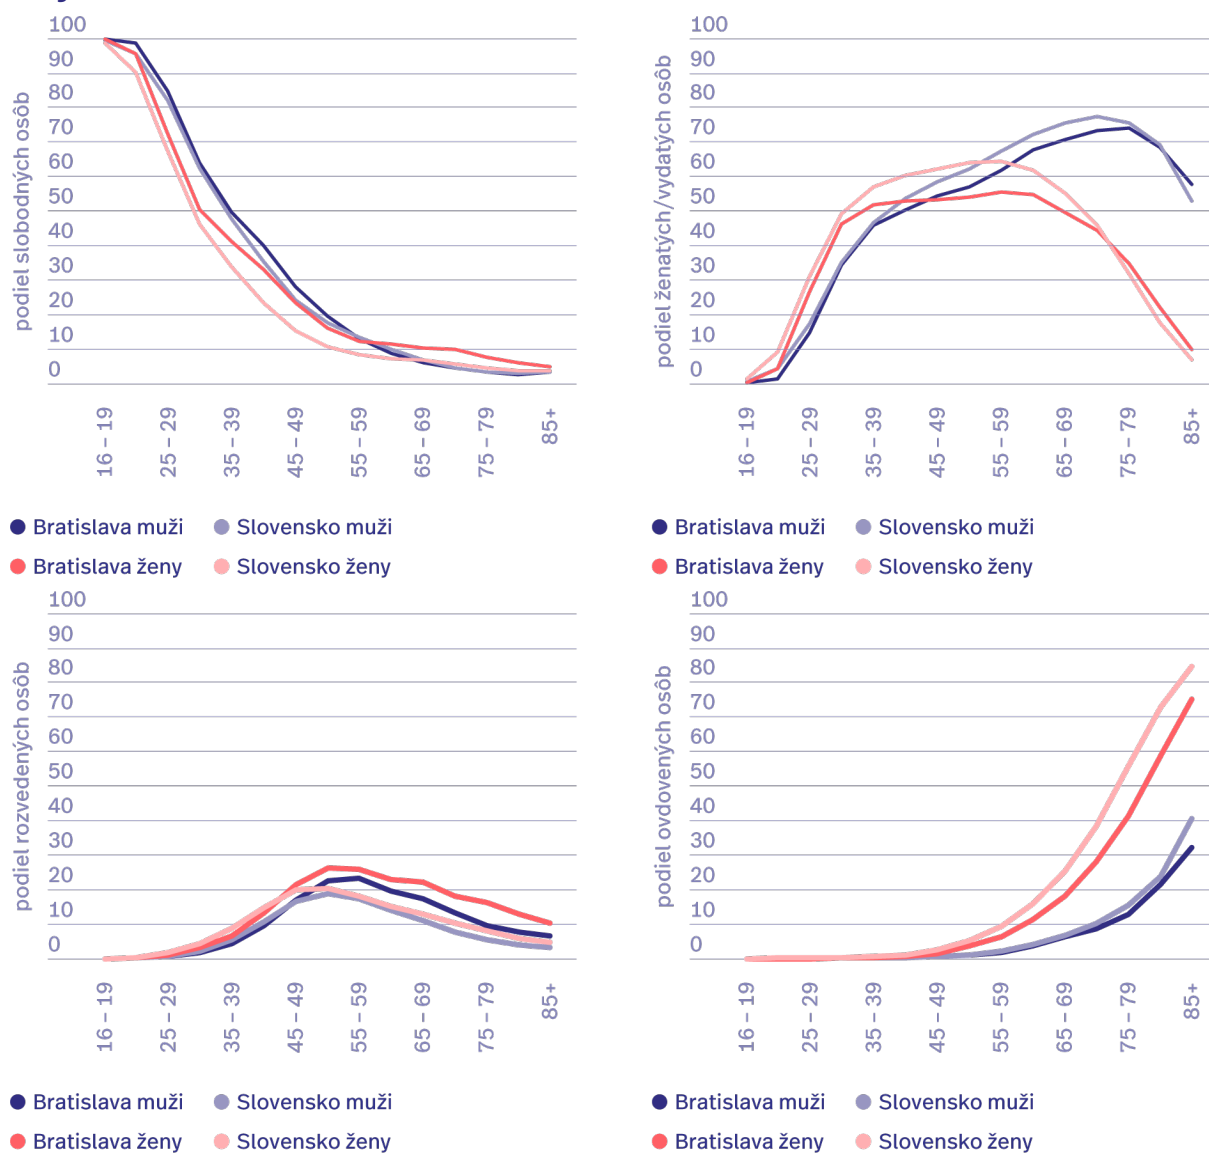 podiel slobodných osôb
100
90
80
70
60
50
40
30
20
10
0
16 – 19
25 – 29
35 – 39
45 – 49
55 – 59
65 – 69
75 – 79
85+
Bratislava muži
Slovensko muži
Bratislava ženy
Slovensko ženy
podiel ženatých/vydatých osôb
100
90
80
70
60
50
40
30
20
10
0
16 – 19
25 – 29
35 – 39
45 – 49
55 – 59
65 – 69
75 – 79
85+
Bratislava muži
Slovensko muži
Bratislava ženy
Slovensko ženy
podiel rozvedených osôb
100
90
80
70
60
50
40
30
20
10
0
16 – 19
25 – 29
35 – 39
45 – 49
55 – 59
65 – 69
75 – 79
85+
Bratislava muži
Slovensko muži
Bratislava ženy
Slovensko ženy
podiel ovdovených osôb
100
90
80
70
60
50
40
30
20
10
0
16 – 19
25 – 29
35 – 39
45 – 49
55 – 59
65 – 69
75 – 79
85+
Bratislava muži
Slovensko muži
Bratislava ženy
Slovensko ženy